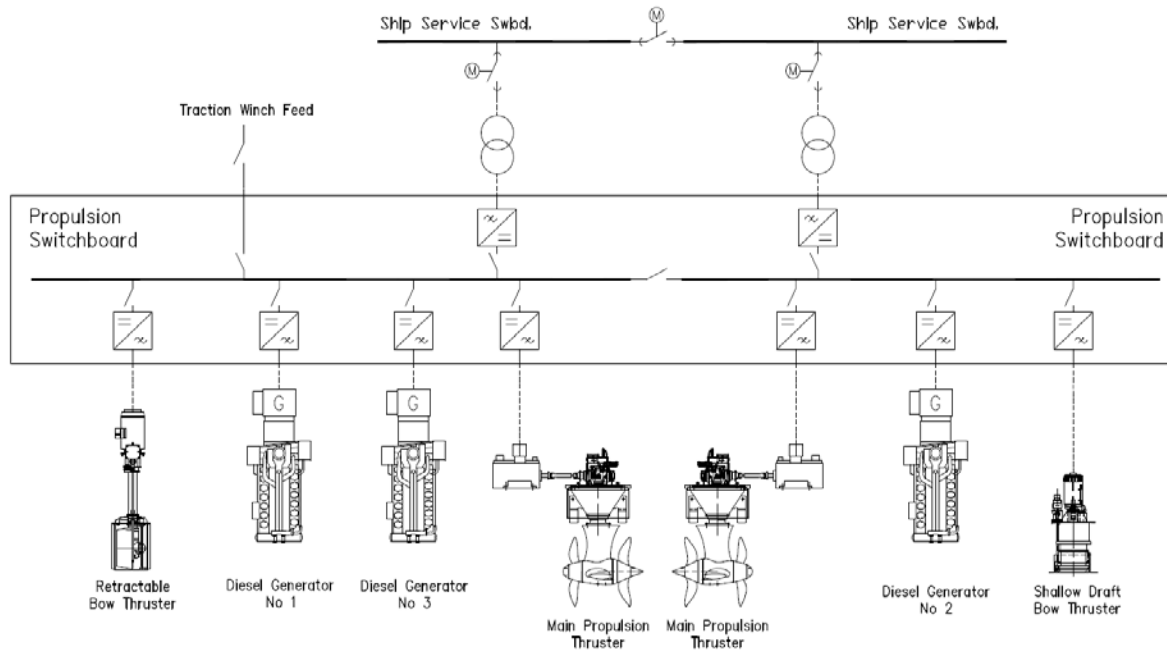 Ship Service Swbd.
Ship Service Swbd.
M
M
M
Traction Winch Feed
Propulsion
Switchboard
Propulsion
Switchboard
G
G
G
Retractable
Bow Thruster
Diesel Generator
No 1
Diesel Generator
No 3
Main Propulsion
Thruster
Main Propulsion
Thruster
Diesel Generator
No 2
Shallow Draft
Bow Thruster